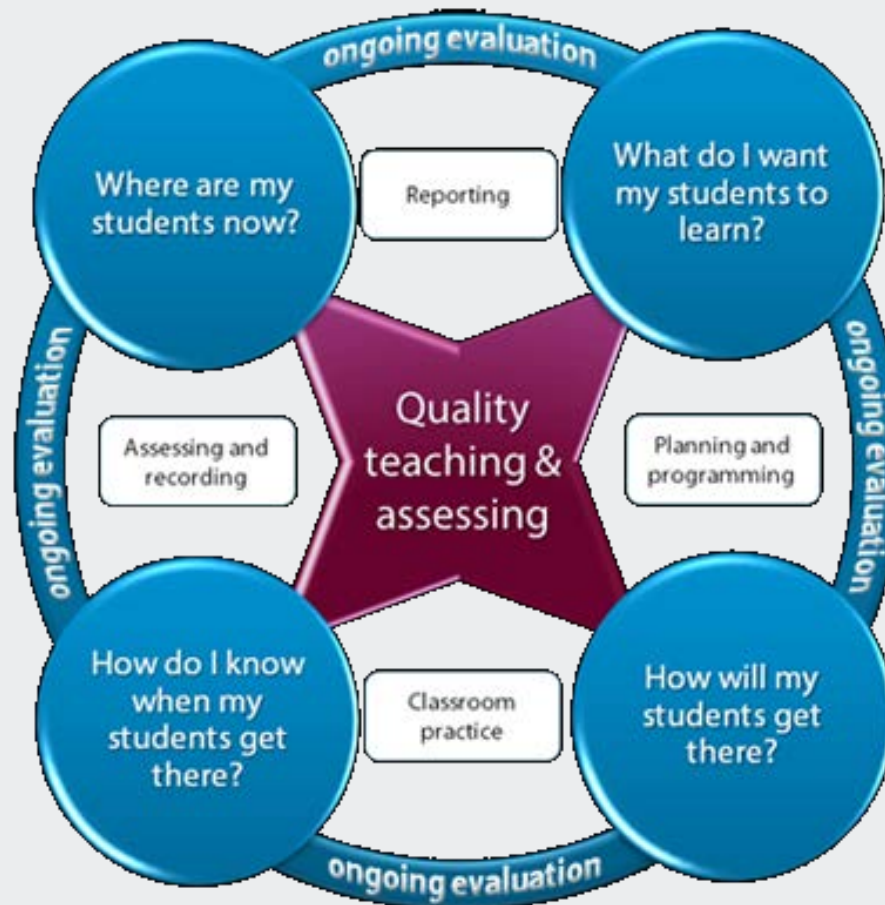 ongoing evaluation
Where are my
students now?
Reporting
What do I want
my students to
learn?
ongoing evaluation
Assessing and
recording
Quality
teaching &
assessing
Planning and
programming
ongoing evaluation
How do I know
when my
students get
there?
Classroom
practice
How will my
students get
there?
ongoing evaluation